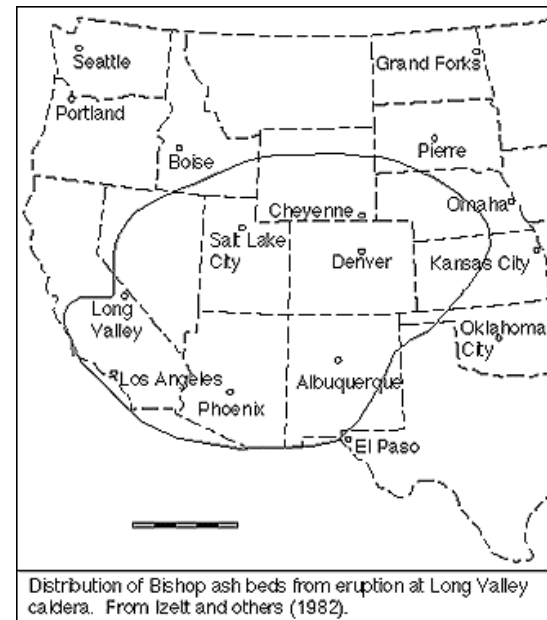 Seattle
Grand Forks
Portland
Pierre
Boise
Omaha
Cheyenne
Salt Lake
City
Denver
Kansas City
Long
Valley
Oklahoma
City
Los Angeles
Albuquerque
Phoenix
El Paso
Distribution of Bishop ash beds from eruption at Long Valley
caldera. From Izett and others (1982).